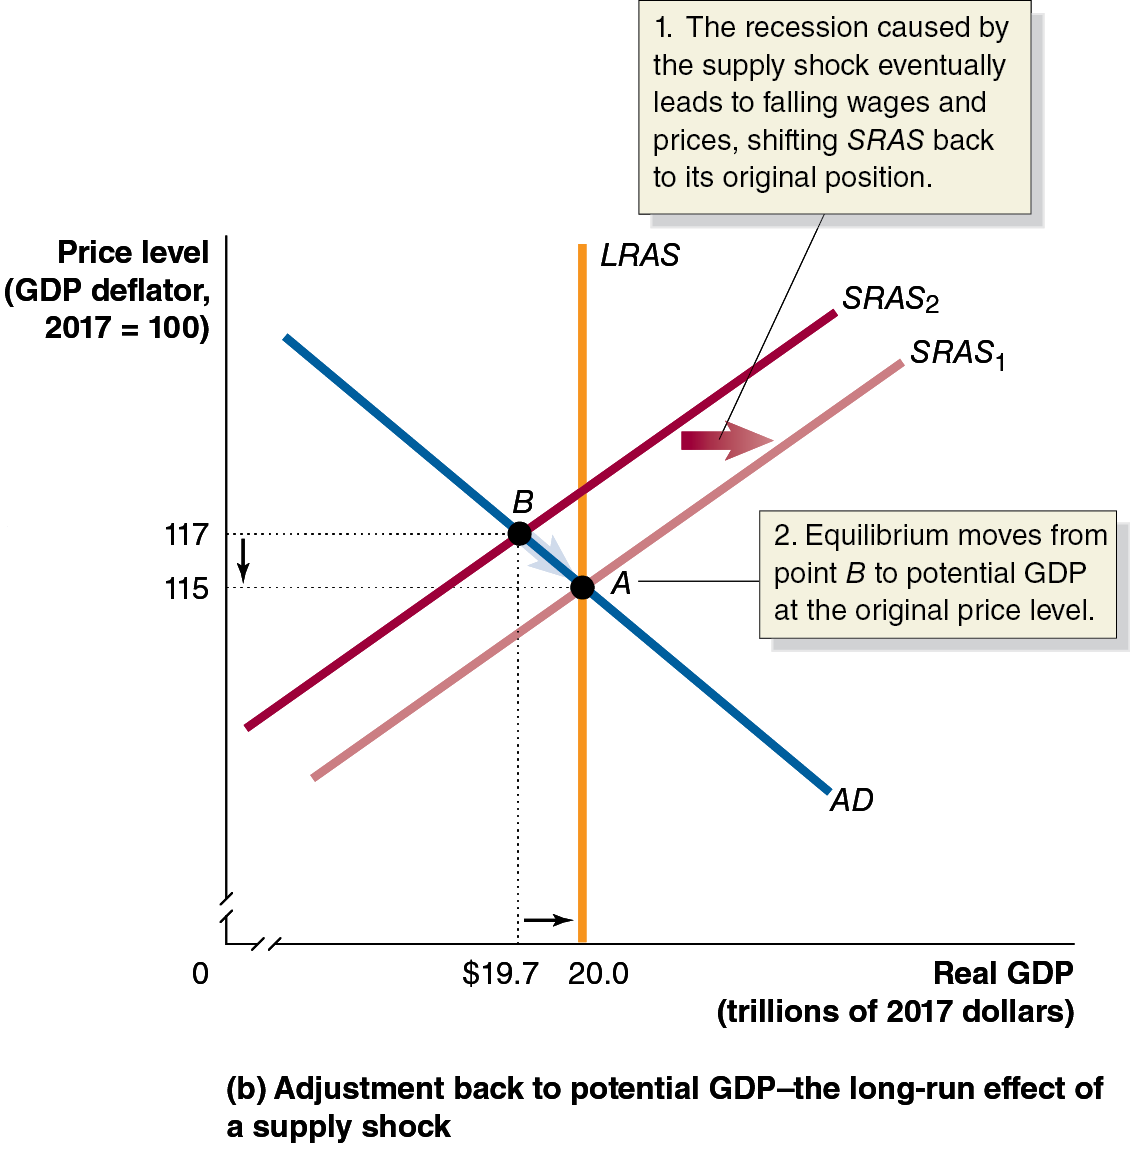 1. The recession caused by
the supply shock eventually
leads to falling wages and
prices, shifting SRAS back
to its original position.
Price level
(GDP deflator,
2017 = 100)
LRAS
SRAS2
SRAS1
B
117
2. Equilibrium moves from
point B to potential GDP
at the original price level.
115
A
AD
0
$19.7
20.0
Real GDP
(trillions of 2017 dollars)
(b) Adjustment back to potential GDP–the long-run effect of
a supply shock